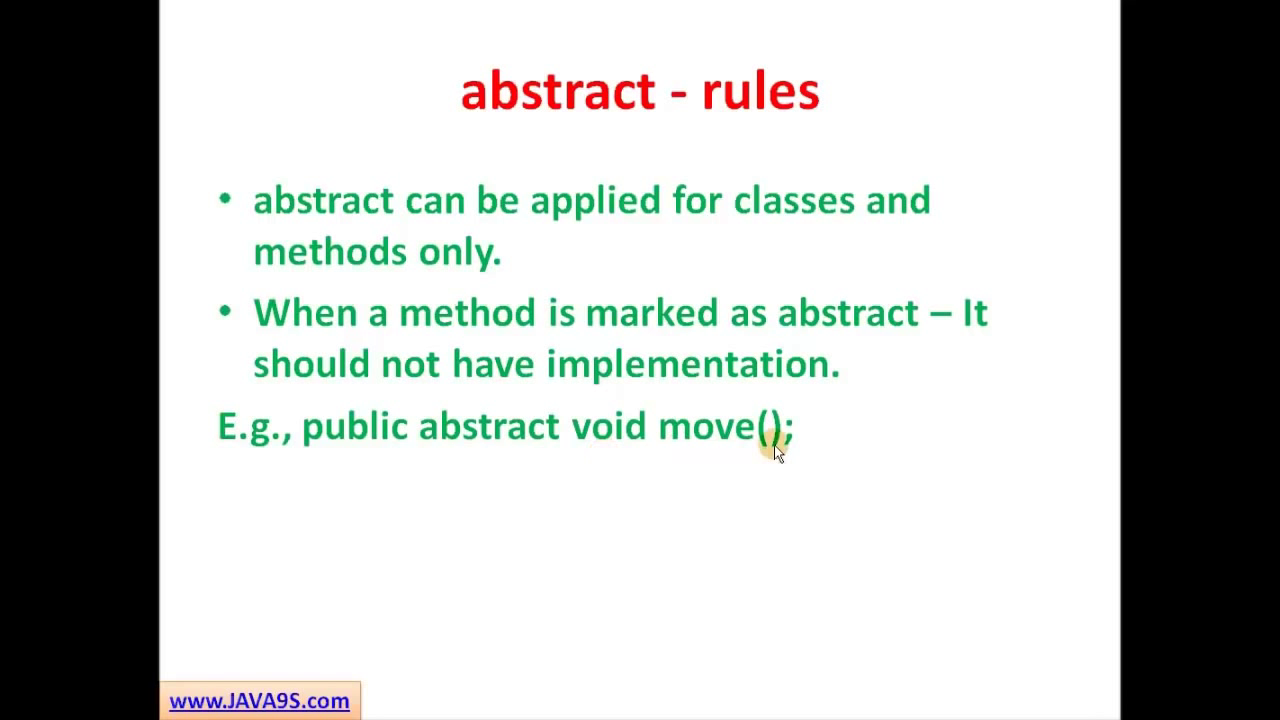 abstract - rules
• abstract can be applied for classes and
methods only.
• When a method is marked as abstract – It
should not have implementation.
E.g., public abstract void move();
www.JAVA9S.com